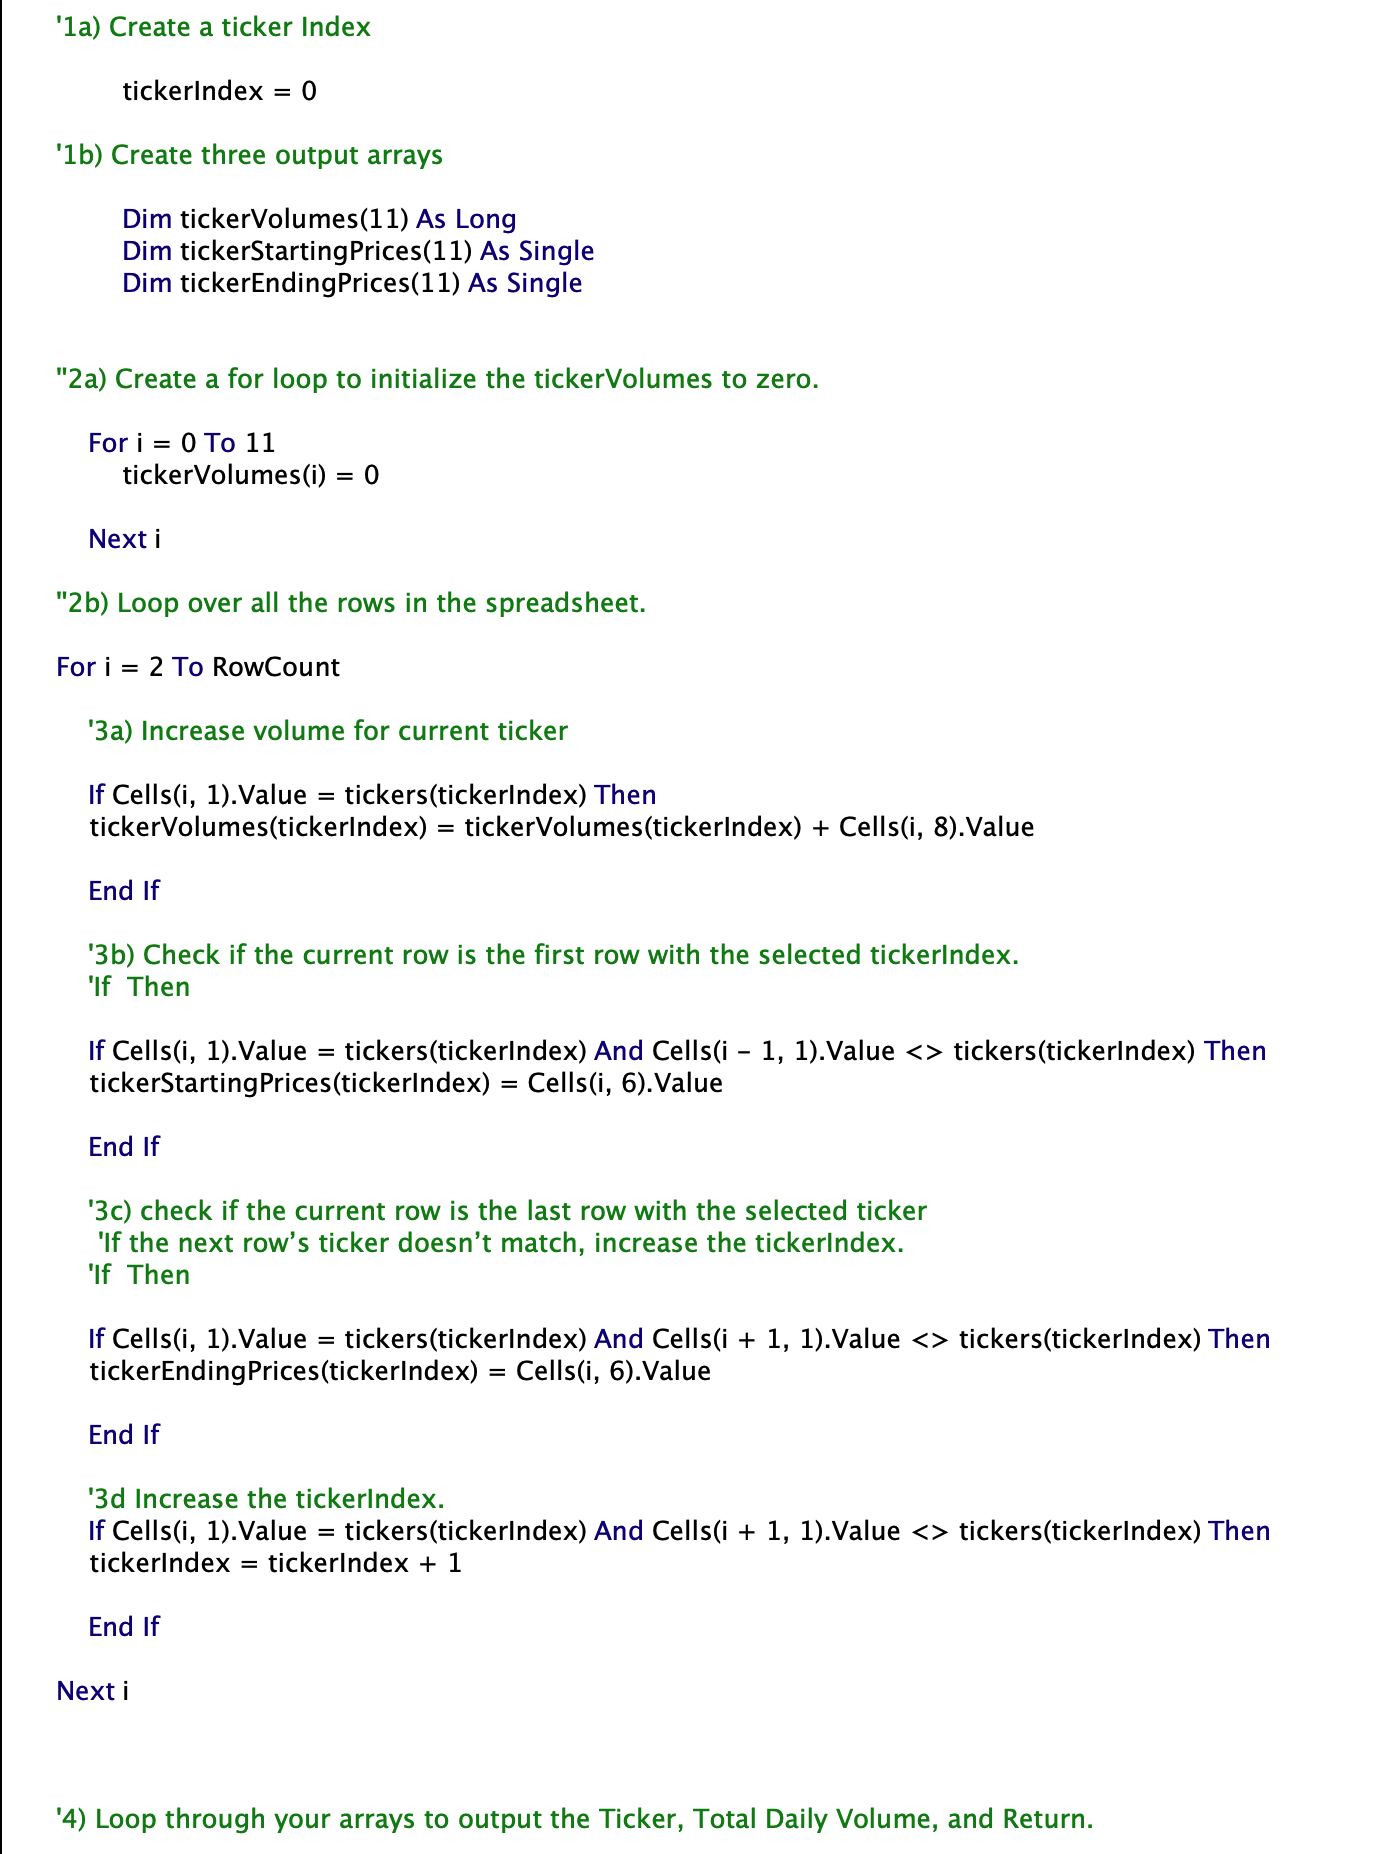 '1a) Create a ticker Index
tickerIndex = 0
'1b) Create three output arrays
Dim tickerVolumes(11) As Long
Dim tickerStartingPrices(11) As Single
Dim tickerEndingPrices(11) As Single
''2a) Create a for loop to initialize the tickerVolumes to zero.
For i = 0 To 11
tickerVolumes(i) = 0
Next i
''2b) Loop over all the rows in the spreadsheet.
For i = 2 To RowCount
'3a) Increase volume for current ticker
If Cells(i, 1).Value = tickers(tickerIndex) Then
tickerVolumes(tickerIndex) = tickerVolumes(tickerIndex) + Cells(i, 8).Value
End If
'3b) Check if the current row is the first row with the selected tickerIndex.
'If  Then
If Cells(i, 1).Value = tickers(tickerIndex) And Cells(i - 1, 1).Value <> tickers(tickerIndex) Then
tickerStartingPrices(tickerIndex) = Cells(i, 6).Value
End If
'3c) check if the current row is the last row with the selected ticker
'If the next row’s ticker doesn’t match, increase the tickerIndex.
'If  Then
If Cells(i, 1).Value = tickers(tickerIndex) And Cells(i + 1, 1).Value <> tickers(tickerIndex) Then
tickerEndingPrices(tickerIndex) = Cells(i, 6).Value
End If
'3d Increase the tickerIndex.
If Cells(i, 1).Value = tickers(tickerIndex) And Cells(i + 1, 1).Value <> tickers(tickerIndex) Then
tickerIndex = tickerIndex + 1
End If
Next i
'4) Loop through your arrays to output the Ticker, Total Daily Volume, and Return.